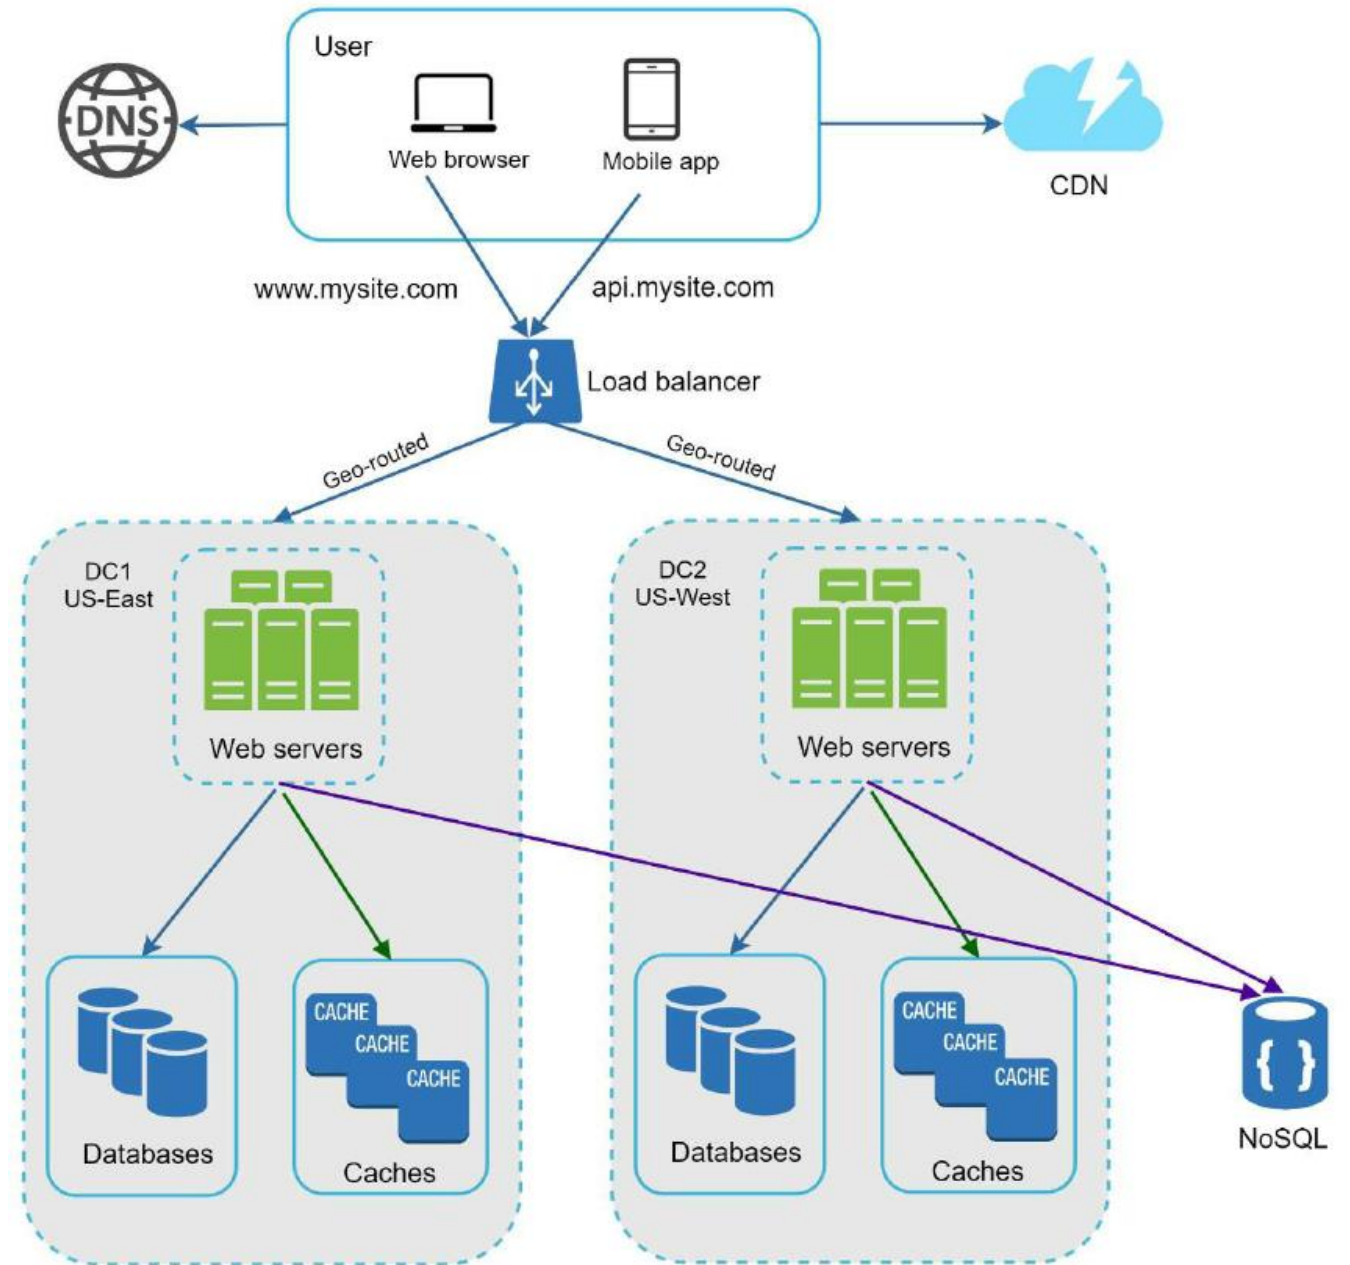 User
DNS
Web browser
Mobile app
CDN
www.mysite.com
api.mysite.com
Load balancer
Geo-routed
Geo-routed
DC1
US-East
DC2
US-West
Web servers
Web servers
CACHE
CACHE
CACHE
CACHE
CACHE
CACHE
{ }
Databases
Caches
Databases
Caches
NoSQL